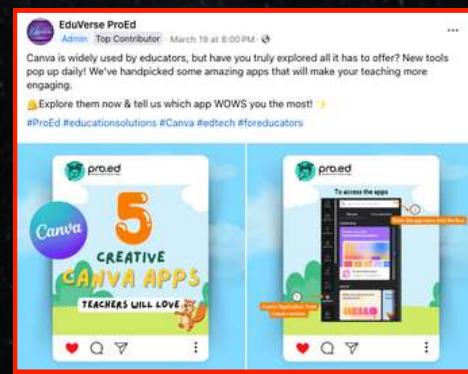 EduVerse ProEd
Admin Top Contributor · March 19 at 8:00 PM ·
Canva is widely used by educators, but have you truly explored all it has to offer? New tools
pop up daily! We've handpicked some amazing apps that will make your teaching more
engaging.
🔔Explore them now & tell us which app WOWS you the most! ✨
#ProEd #educationsolutions #Canva #edtech #foreducators
pro.ed
Canva
5
CREATIVE
CANVA APPS
TEACHERS WILL LOVE
pro.ed
To access the apps